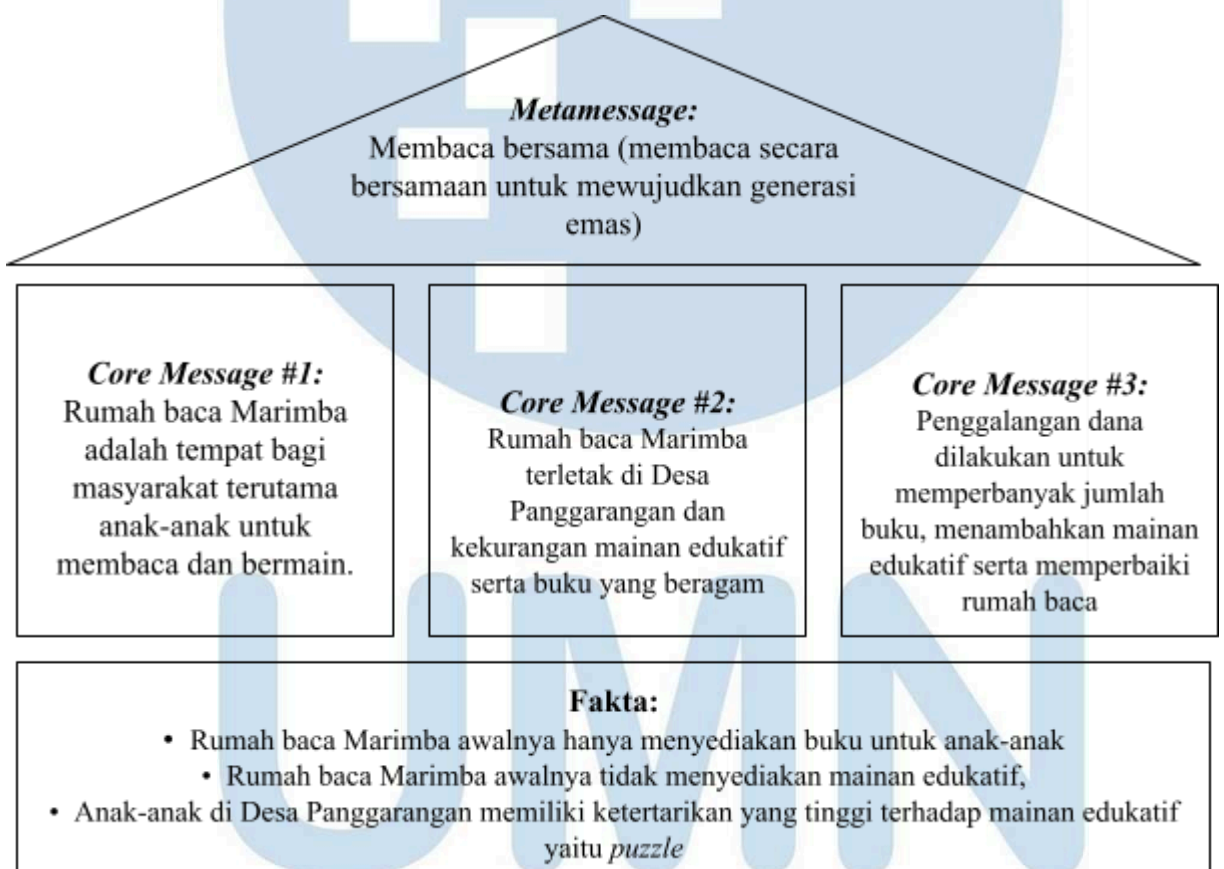 Metamessage:
Membaca bersama (membaca secara
bersamaan untuk mewujudkan generasi
emas)
Core Message #1:
Rumah baca Marimba
adalah tempat bagi
masyarakat terutama
anak-anak untuk
membaca dan bermain.
Core Message #2:
Rumah baca Marimba
terletak di Desa
Panggarangan dan
kekurangan mainan edukatif
serta buku yang beragam
Core Message #3:
Penggalangan dana
dilakukan untuk
memperbanyak jumlah
buku, menambahkan mainan
edukatif serta memperbaiki
rumah baca
Fakta:
• Rumah baca Marimba awalnya hanya menyediakan buku untuk anak-anak
• Rumah baca Marimba awalnya tidak menyediakan mainan edukatif,
• Anak-anak di Desa Panggarangan memiliki ketertarikan yang tinggi terhadap mainan edukatif
yaitu puzzle
UMN